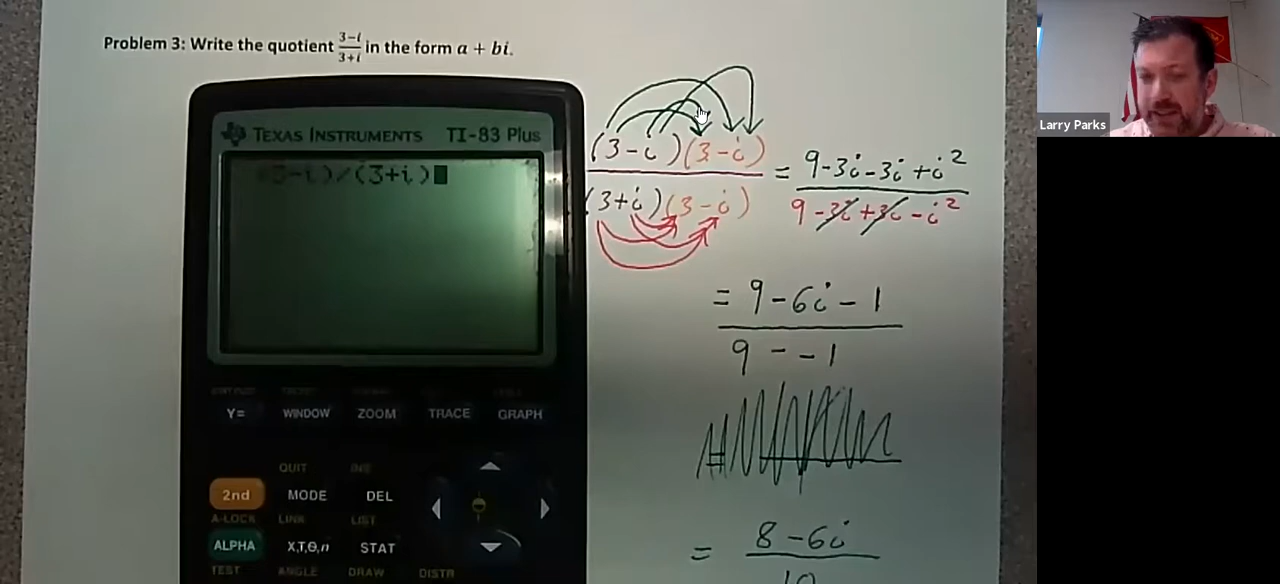 Problem 3: Write the quotient 3-i/3+i in the form a + bi.
TEXAS INSTRUMENTS TI-83 Plus
3-i)/(3+i)
(3-i)(3-i)/(3+i)(3-i) = 9-3i-3i+i²/9-3i+3i-i²
= 9-6i-1/9--1
= 8-6i/10
Y= WINDOW ZOOM TRACE GRAPH
QUIT INS
2nd MODE DEL
A-LOCK LINK LIST
ALPHA X,T,Θ,n STAT
TEST ANGLE DRAW DISTR
Larry Parks